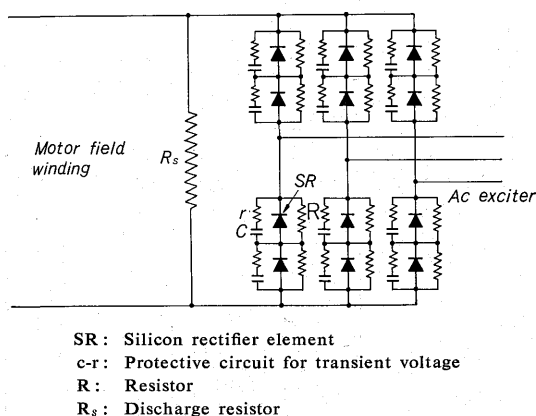 Motor field
winding
Rs
SR
r
R
C
Ac exciter
SR: Silicon rectifier element
c-r: Protective circuit for transient voltage
R: Resistor
Rs: Discharge resistor